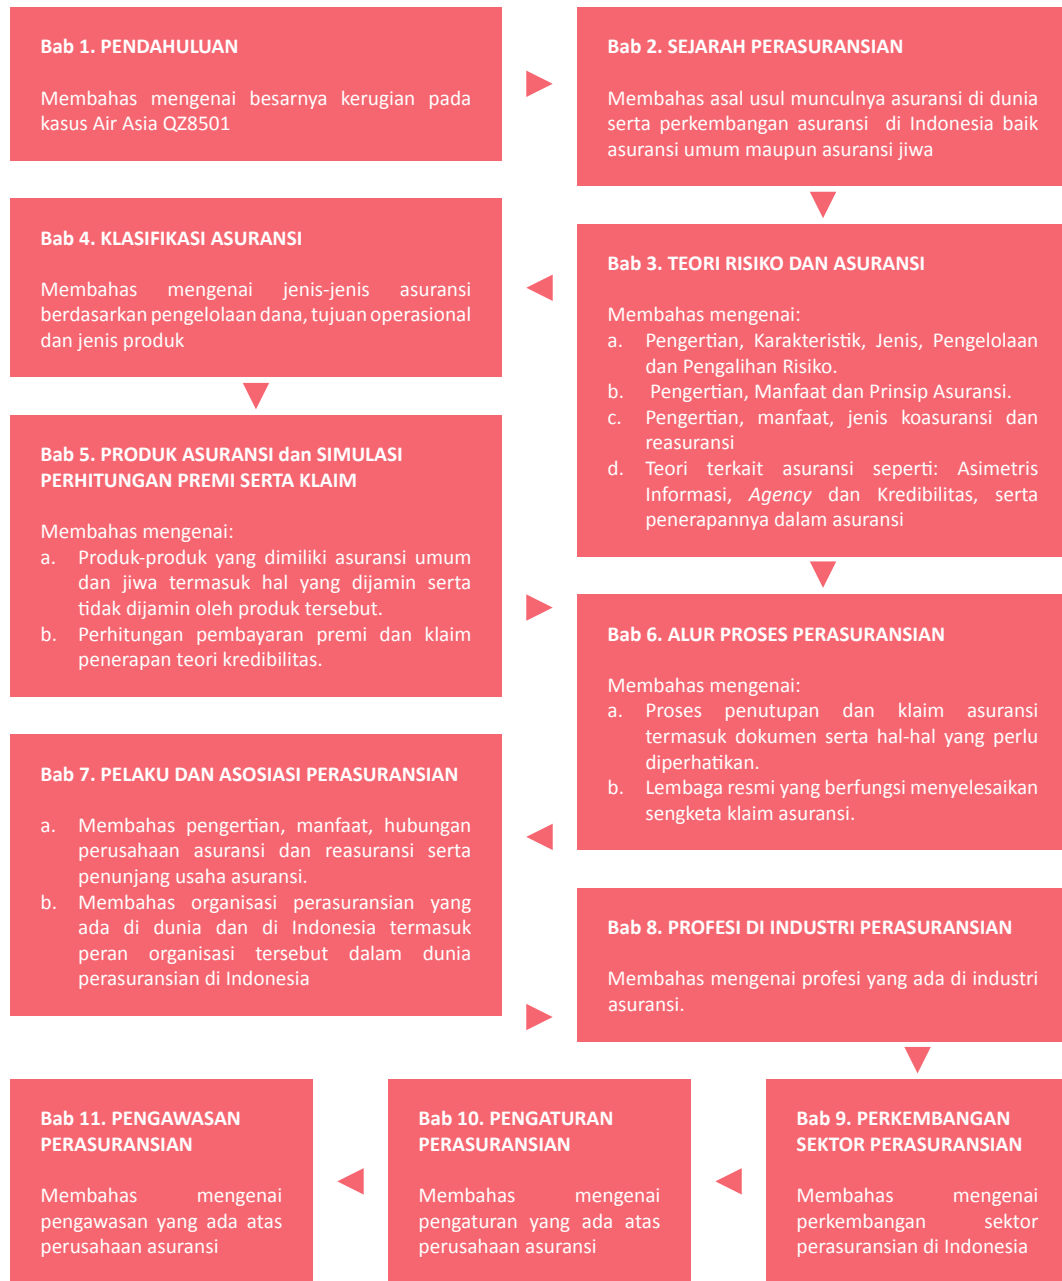 Bab 1. PENDAHULUAN
Membahas mengenai besarnya kerugian pada
kasus Air Asia QZ8501
Bab 2. SEJARAH PERASURANSIAN
Membahas asal usul munculnya asuransi di dunia
serta perkembangan asuransi di Indonesia baik
asuransi umum maupun asuransi jiwa
Bab 3. TEORI RISIKO DAN ASURANSI
Membahas mengenai:
a. Pengertian, Karakteristik, Jenis, Pengelolaan
dan Pengalihan Risiko.
b. Pengertian, Manfaat dan Prinsip Asuransi.
c. Pengertian, manfaat, jenis koasuransi dan
reasuransi
d. Teori terkait asuransi seperti: Asimetris
Informasi, Agency dan Kredibilitas, serta
penerapannya dalam asuransi
Bab 4. KLASIFIKASI ASURANSI
Membahas mengenai jenis-jenis asuransi
berdasarkan pengelolaan dana, tujuan operasional
dan jenis produk
Bab 5. PRODUK ASURANSI dan SIMULASI
PERHITUNGAN PREMI SERTA KLAIM
Membahas mengenai:
a. Produk-produk yang dimiliki asuransi umum
dan jiwa termasuk hal yang dijamin serta
tidak dijamin oleh produk tersebut.
b. Perhitungan pembayaran premi dan klaim
penerapan teori kredibilitas.
Bab 6. ALUR PROSES PERASURANSIAN
Membahas mengenai:
a. Proses penutupan dan klaim asuransi
termasuk dokumen serta hal-hal yang perlu
diperhatikan.
b. Lembaga resmi yang berfungsi menyelesaikan
sengketa klaim asuransi.
Bab 7. PELAKU DAN ASOSIASI PERASURANSIAN
a. Membahas pengertian, manfaat, hubungan
perusahaan asuransi dan reasuransi serta
penunjang usaha asuransi.
b. Membahas organisasi perasuransian yang
ada di dunia dan di Indonesia termasuk
peran organisasi tersebut dalam dunia
perasuransian di Indonesia
Bab 8. PROFESI DI INDUSTRI PERASURANSIAN
Membahas mengenai profesi yang ada di industri
asuransi.
Bab 9. PERKEMBANGAN
SEKTOR PERASURANSIAN
Membahas mengenai
perkembangan sektor
perasuransian di Indonesia
Bab 10. PENGATURAN
PERASURANSIAN
Membahas mengenai
pengaturan yang ada atas
perusahaan asuransi
Bab 11. PENGAWASAN
PERASURANSIAN
Membahas mengenai
pengawasan yang ada atas
perusahaan asuransi